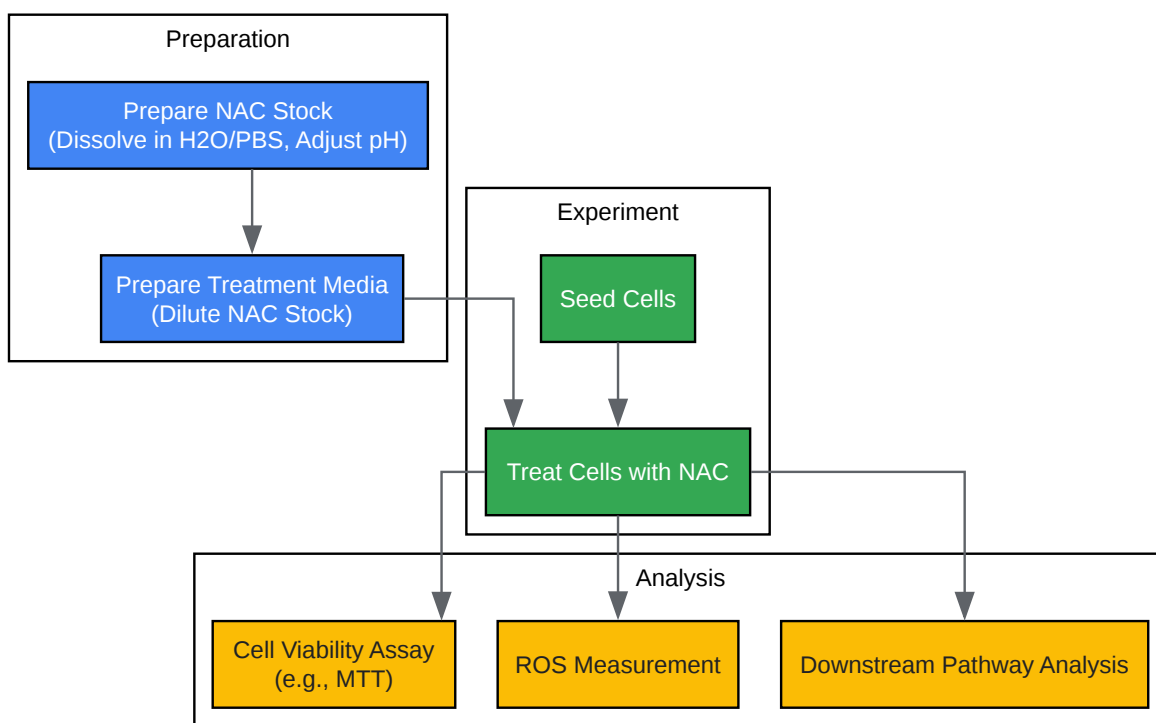 Preparation
Prepare NAC Stock
(Dissolve in H2O/PBS, Adjust pH)
Prepare Treatment Media
(Dilute NAC Stock)
Experiment
Seed Cells
Treat Cells with NAC
Analysis
Cell Viability Assay
(e.g., MTT)
ROS Measurement
Downstream Pathway Analysis